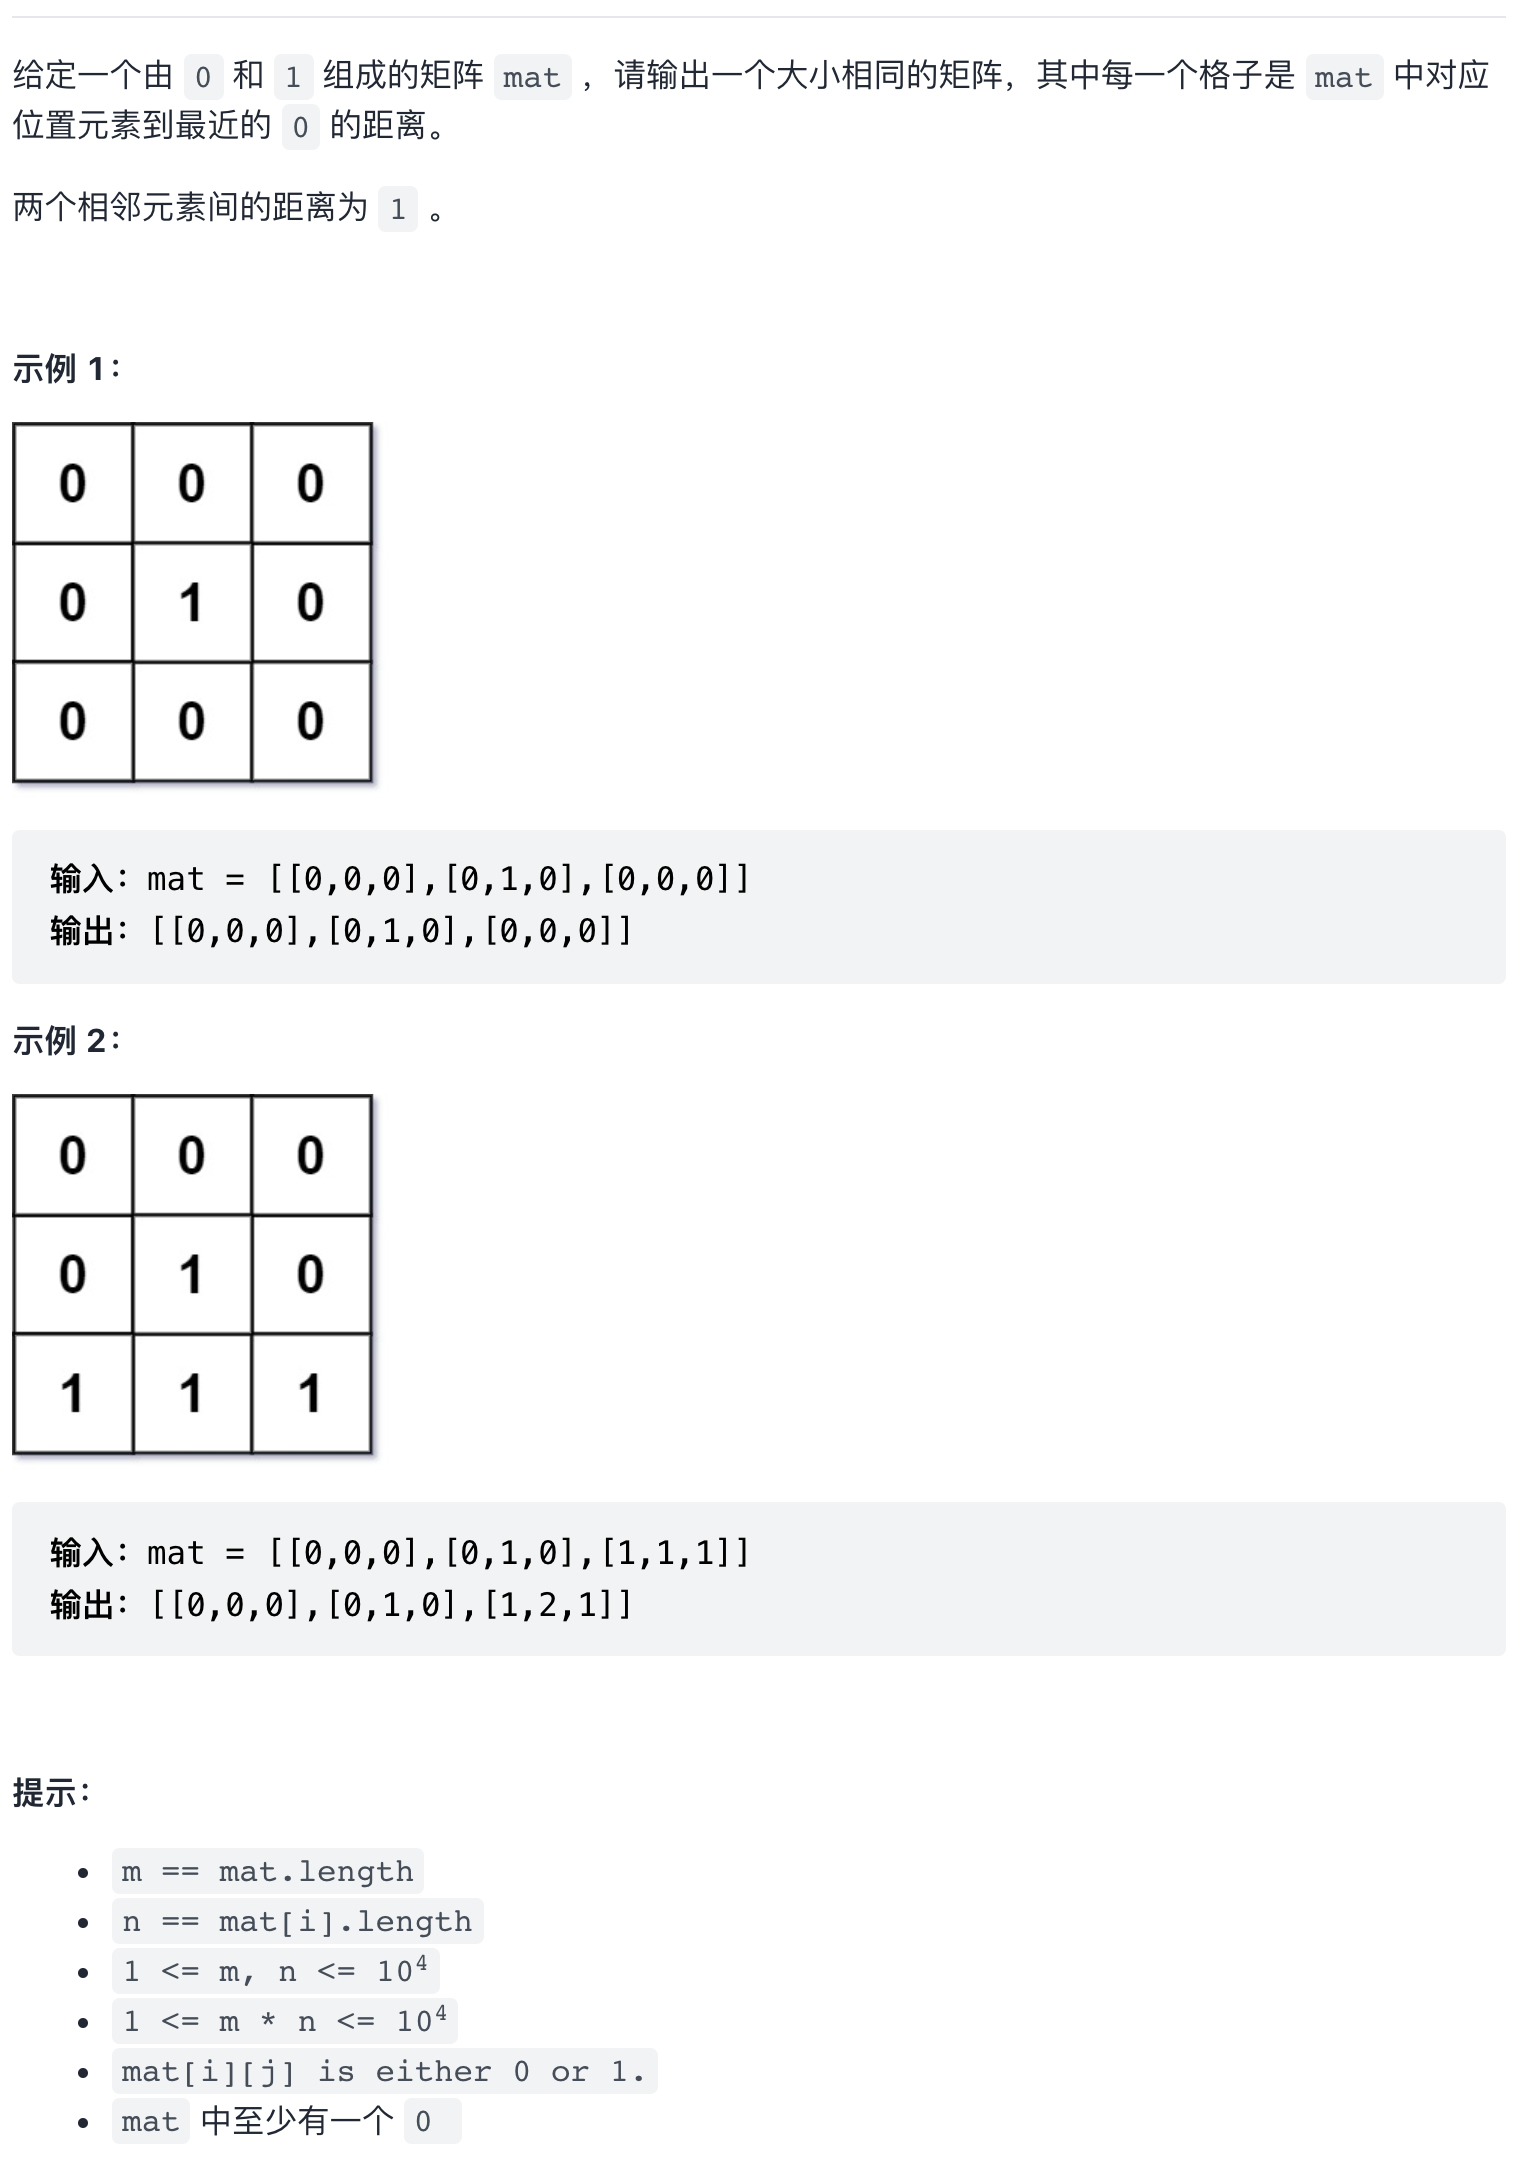 给定一个由 0 和 1 组成的矩阵 mat ，请输出一个大小相同的矩阵，其中每一个格子是 mat 中对应
位置元素到最近的 0 的距离。
两个相邻元素间的距离为 1 。
示例 1：
0 0 0
0 1 0
0 0 0
输入：mat = [[0,0,0],[0,1,0],[0,0,0]]
输出：[[0,0,0],[0,1,0],[0,0,0]]
示例 2：
0 0 0
0 1 0
1 1 1
输入：mat = [[0,0,0],[0,1,0],[1,1,1]]
输出：[[0,0,0],[0,1,0],[1,2,1]]
提示：
• m == mat.length
• n == mat[i].length
• 1 <= m, n <= 10⁴
• 1 <= m * n <= 10⁴
• mat[i][j] is either 0 or 1.
• mat 中至少有一个 0